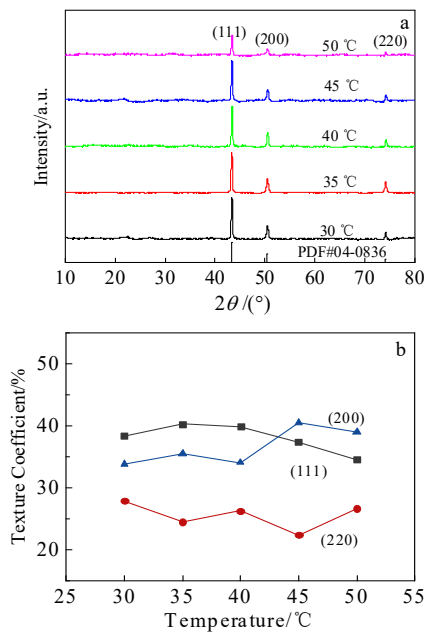 a
(111)
(200)
50 ℃
(220)
45 ℃
40 ℃
35 ℃
30 ℃
PDF#04-0836
Intensity/a.u.
10 20 30 40 50 60 70 80
2θ /(°)
b
50
40
30
20
(200)
(111)
(220)
Texture Coefficient/%
25 30 35 40 45 50 55
Temperature/℃